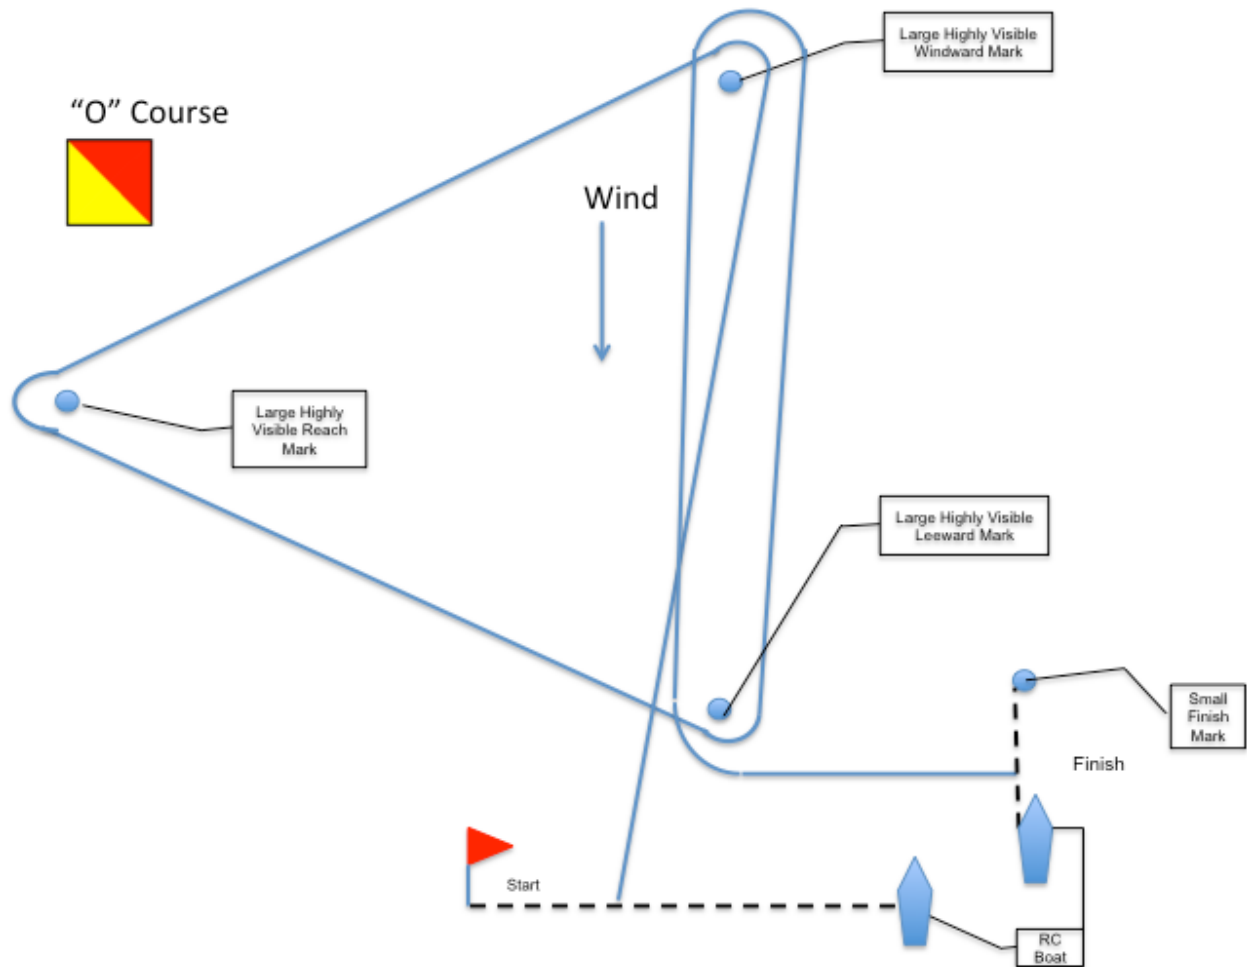 Large Highly Visible
Windward Mark
“O” Course
Wind
Large Highly
Visible Reach
Mark
Large Highly Visible
Leeward Mark
Small
Finish
Mark
Finish
Start
RC
Boat